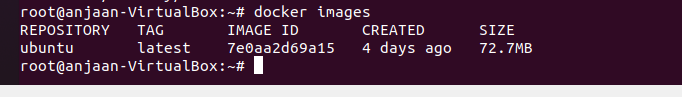 root@anjaan-VirtualBox:~# docker images
REPOSITORY   TAG       IMAGE ID       CREATED      SIZE
ubuntu       latest    7e0aa2d69a15   4 days ago   72.7MB
root@anjaan-VirtualBox:~#